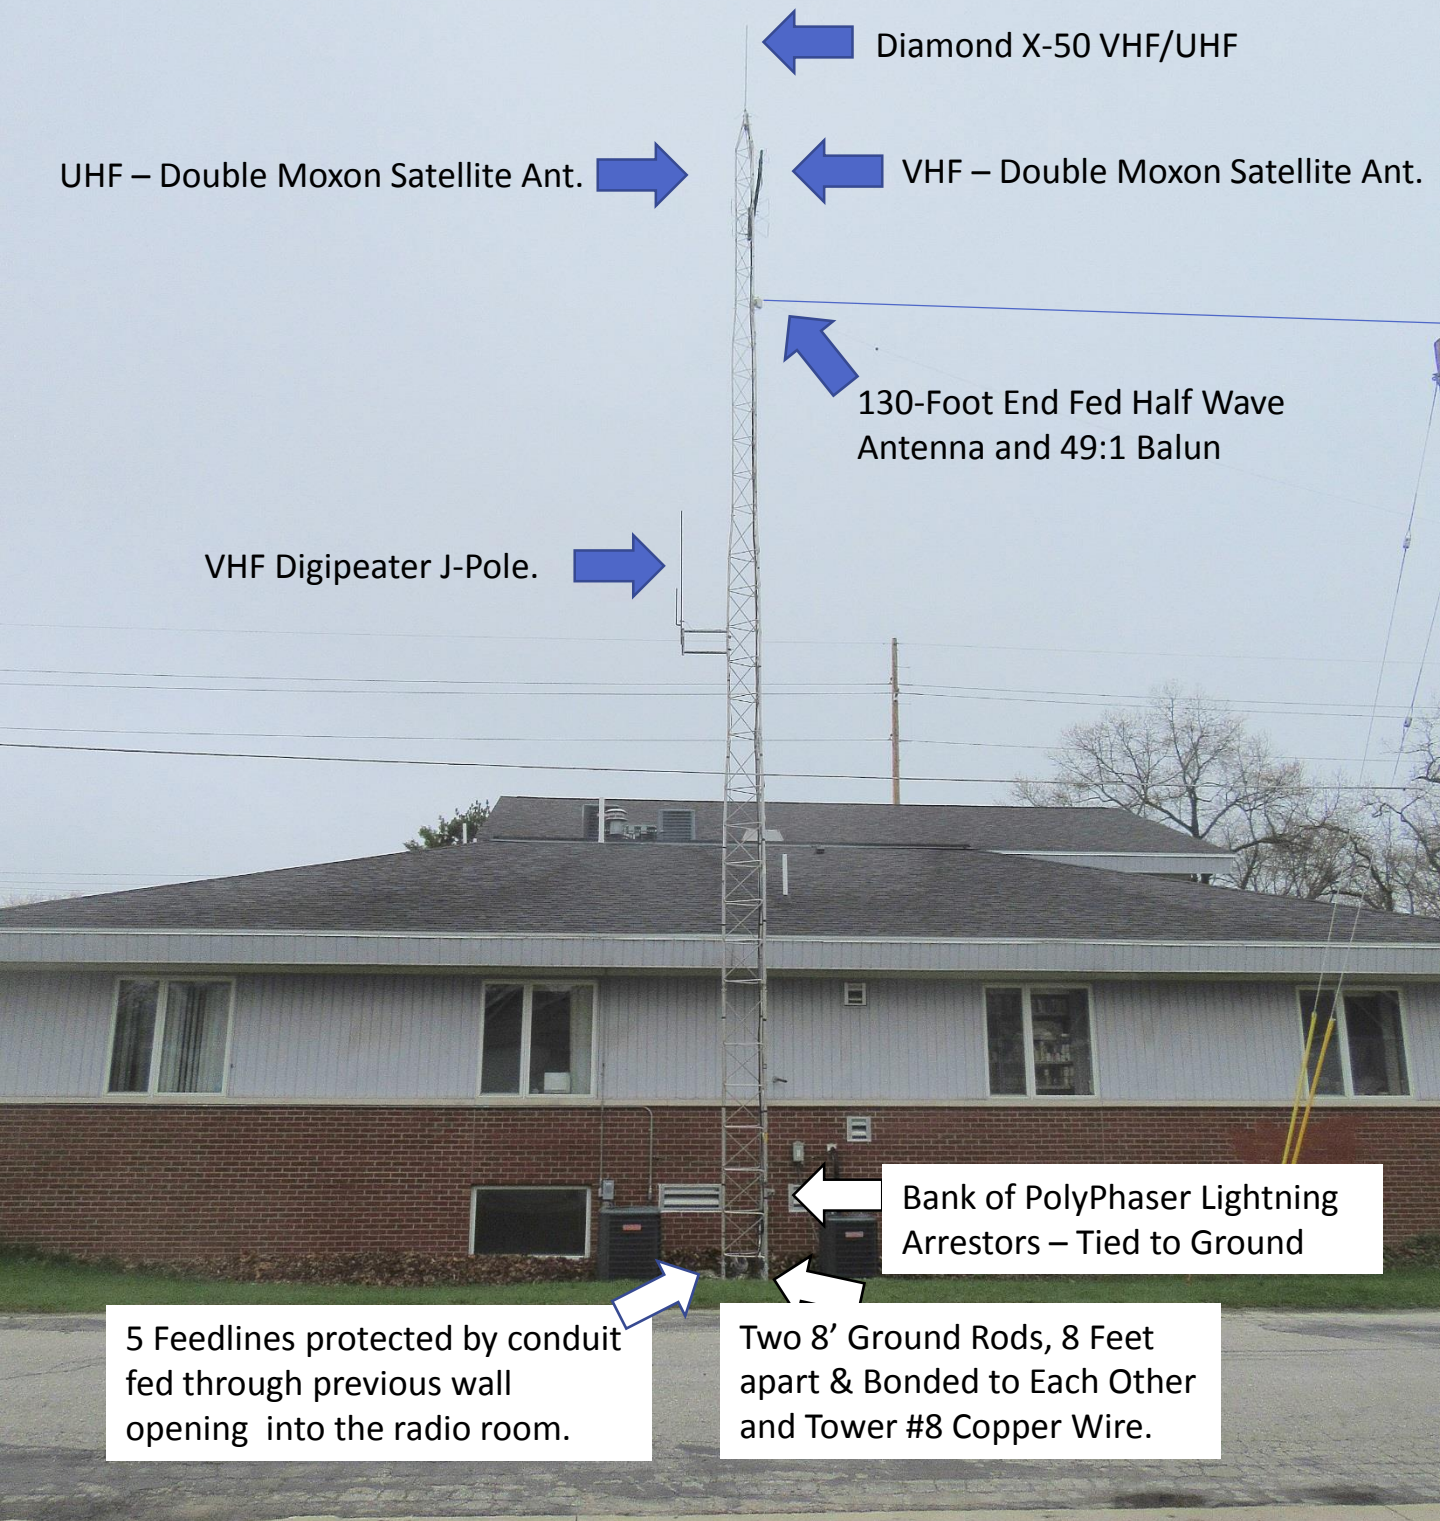 Diamond X-50 VHF/UHF
UHF – Double Moxon Satellite Ant.
VHF – Double Moxon Satellite Ant.
130-Foot End Fed Half Wave
Antenna and 49:1 Balun
VHF Digipeater J-Pole.
Bank of PolyPhaser Lightning
Arrestors – Tied to Ground
5 Feedlines protected by conduit
fed through previous wall
opening  into the radio room.
Two 8’ Ground Rods, 8 Feet
apart & Bonded to Each Other
and Tower #8 Copper Wire.